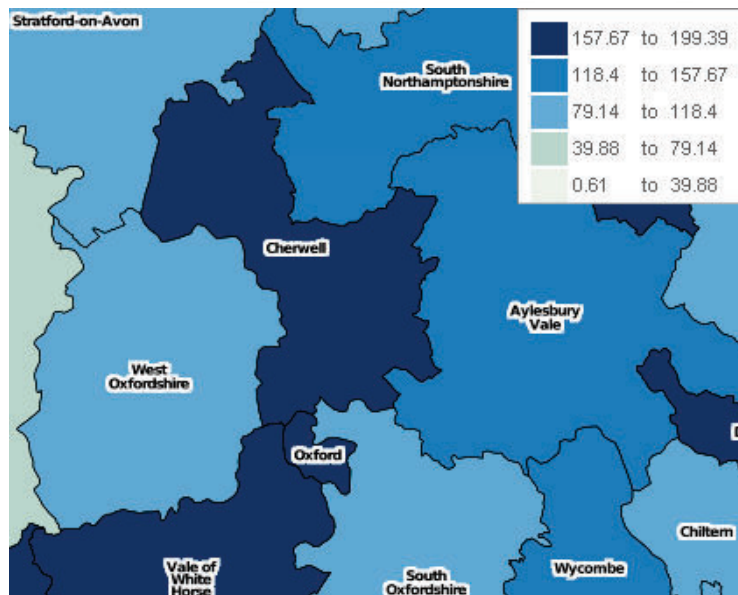 Stratford-on-Avon
157.67 to 199.39
118.4 to 157.67
79.14 to 118.4
39.88 to 79.14
0.61 to 39.88
South
Northamptonshire
Cherwell
Aylesbury
Vale
West
Oxfordshire
Oxford
Chiltern
Vale of
White
Horse
South
Oxfordshire
Wycombe